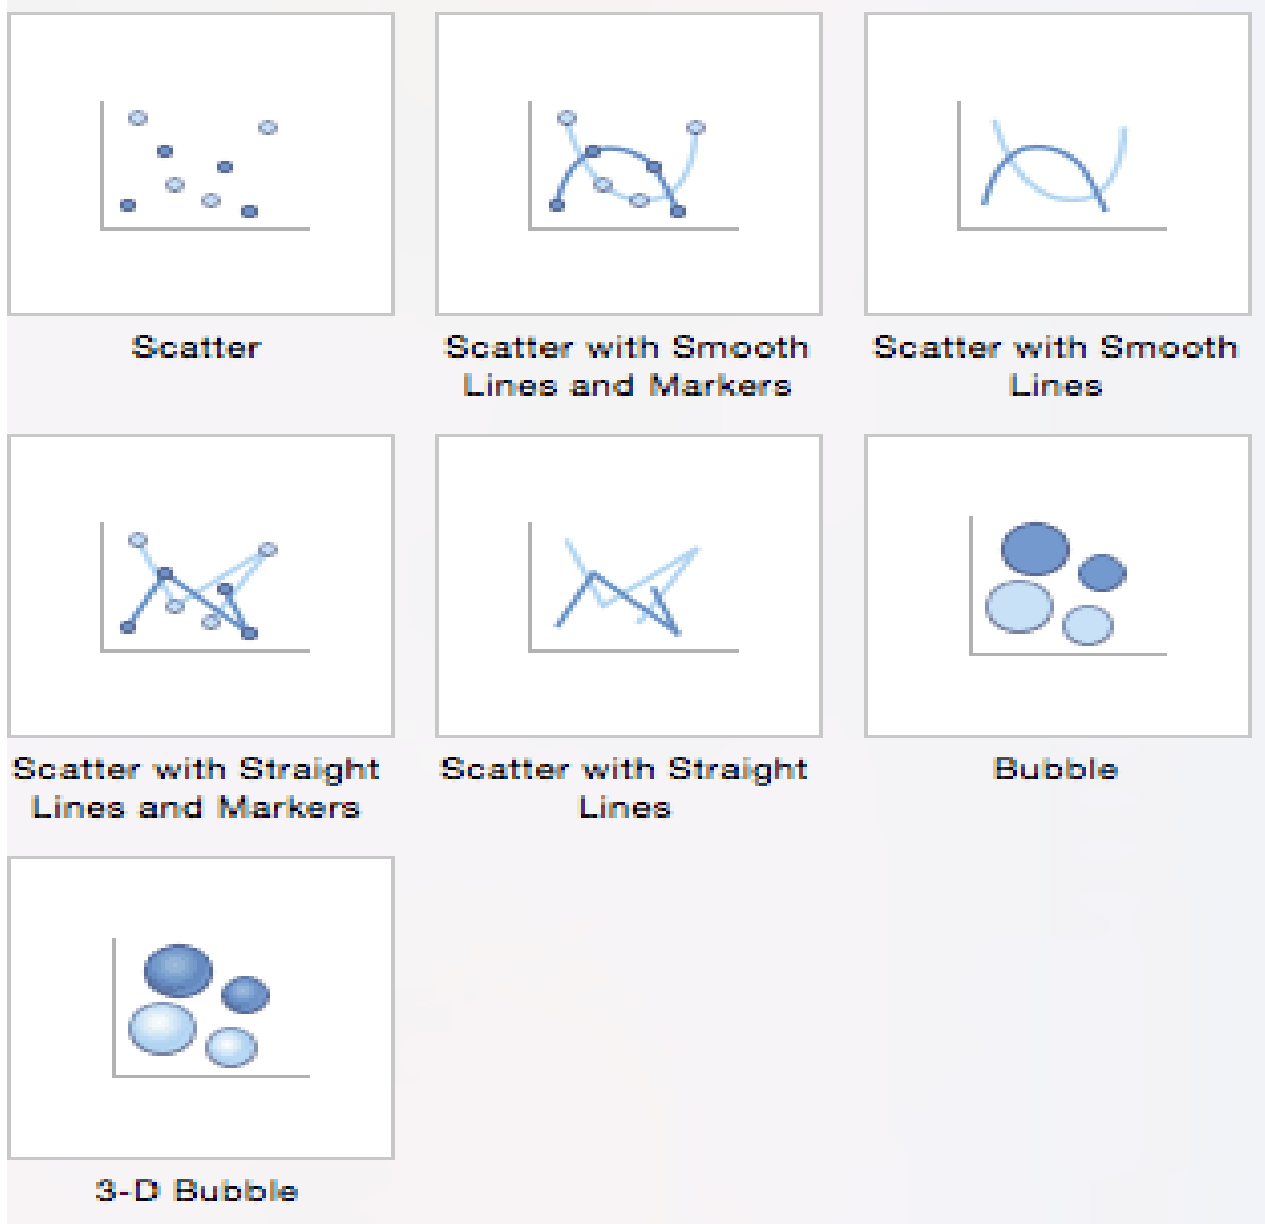 Scatter
Scatter with Smooth
Lines and Markers
Scatter with Smooth
Lines
Scatter with Straight
Lines and Markers
Scatter with Straight
Lines
Bubble
3-D Bubble